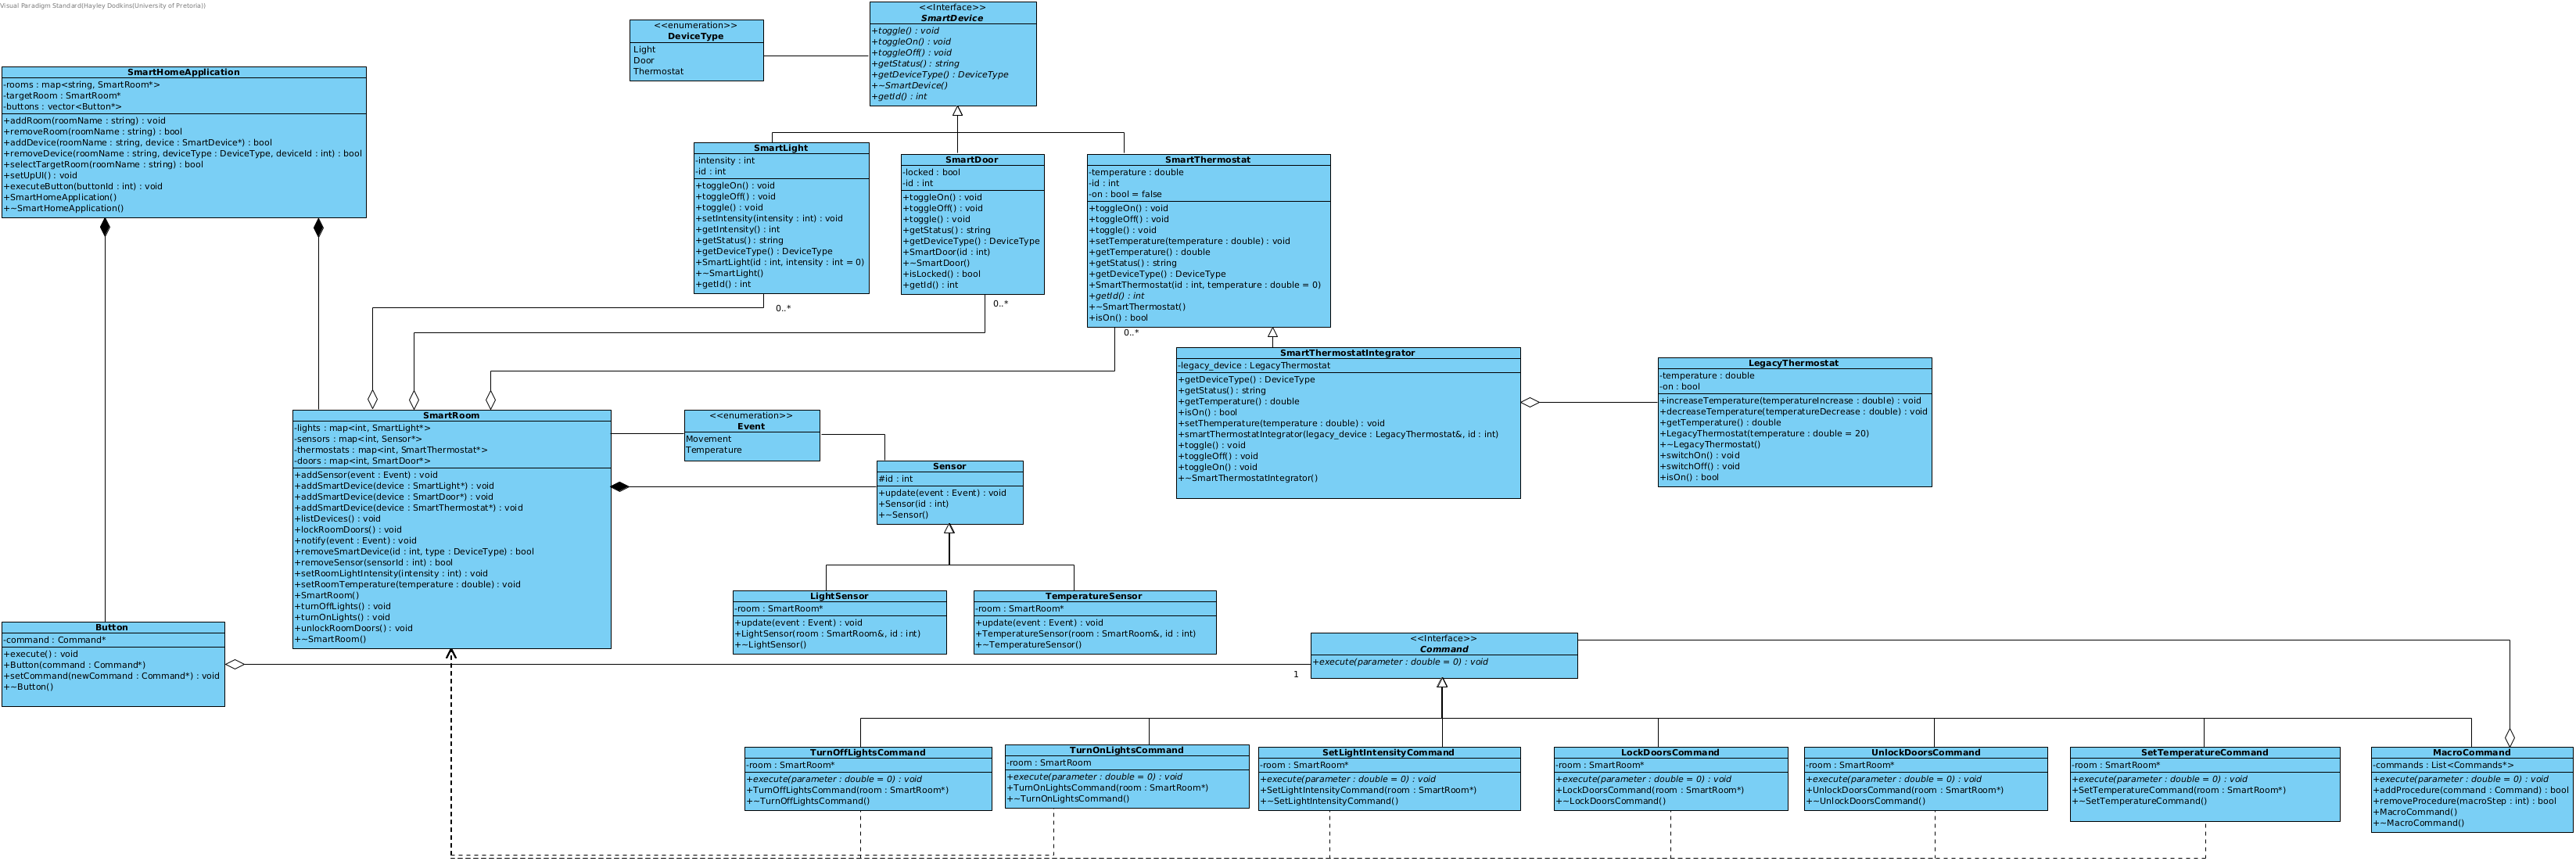 Visual Paradigm Standard(Hayley Dodkins(University of Pretoria))
<<Interface>>
SmartDevice
+toggle() : void
+toggleOn() : void
+toggleOff() : void
+getStatus() : string
+getDeviceType() : DeviceType
+~SmartDevice()
+getId() : int
<<enumeration>>
DeviceType
Light
Door
Thermostat
SmartHomeApplication
-rooms : map<string, SmartRoom*>
-targetRoom : SmartRoom*
-buttons : vector<Button*>
+addRoom(roomName : string) : void
+removeRoom(roomName : string) : bool
+addDevice(roomName : string, device : SmartDevice*) : bool
+removeDevice(roomName : string, deviceType : DeviceType, deviceId : int) : bool
+selectTargetRoom(roomName : string) : bool
+setUpUI() : void
+executeButton(buttonId : int) : void
+SmartHomeApplication()
+~SmartHomeApplication()
SmartLight
-intensity : int
-id : int
+toggleOn() : void
+toggleOff() : void
+toggle() : void
+setIntensity(intensity : int) : void
+getIntensity() : int
+getStatus() : string
+getDeviceType() : DeviceType
+SmartLight(id : int, intensity : int = 0)
+~SmartLight()
+getId() : int
0..*
SmartDoor
-locked : bool
-id : int
+toggleOn() : void
+toggleOff() : void
+toggle() : void
+getStatus() : string
+getDeviceType() : DeviceType
+SmartDoor(id : int)
+~SmartDoor()
+isLocked() : bool
+getId() : int
0..*
SmartThermostat
-temperature : double
-id : int
-on : bool = false
+toggleOn() : void
+toggleOff() : void
+toggle() : void
+setTemperature(temperature : double) : void
+getTemperature() : double
+getStatus() : string
+getDeviceType() : DeviceType
+SmartThermostat(id : int, temperature : double = 0)
+getId() : int
+~SmartThermostat()
+isOn() : bool
0..*
SmartThermostatIntegrator
-legacy_device : LegacyThermostat
+getDeviceType() : DeviceType
+getStatus() : string
+getTemperature() : double
+isOn() : bool
+setThemperature(temperature : double) : void
+smartThermostatIntegrator(legacy_device : LegacyThermostat&, id : int)
+toggle() : void
+toggleOff() : void
+toggleOn() : void
+~SmartThermostatIntegrator()
LegacyThermostat
-temperature : double
-on : bool
+increaseTemperature(temperatureIncrease : double) : void
+decreaseTemperature(temperatureDecrease : double) : void
+getTemperature() : double
+LegacyThermostat(temperature : double = 20)
+~LegacyThermostat()
+switchOn() : void
+switchOff() : void
+isOn() : bool
SmartRoom
-lights : map<int, SmartLight*>
-sensors : map<int, Sensor*>
-thermostats : map<int, SmartThermostat*>
-doors : map<int, SmartDoor*>
+addSensor(event : Event) : void
+addSmartDevice(device : SmartLight*) : void
+addSmartDevice(device : SmartDoor*) : void
+addSmartDevice(device : SmartThermostat*) : void
+listDevices() : void
+lockRoomDoors() : void
+notify(event : Event) : void
+removeSmartDevice(id : int, type : DeviceType) : bool
+removeSensor(sensorId : int) : bool
+setRoomLightIntensity(intensity : int) : void
+setRoomTemperature(temperature : double) : void
+SmartRoom()
+turnOffLights() : void
+turnOnLights() : void
+unlockRoomDoors() : void
+~SmartRoom()
<<enumeration>>
Event
Movement
Temperature
Sensor
#id : int
+update(event : Event) : void
+Sensor(id : int)
+~Sensor()
LightSensor
-room : SmartRoom*
+update(event : Event) : void
+LightSensor(room : SmartRoom&, id : int)
+~LightSensor()
TemperatureSensor
-room : SmartRoom*
+update(event : Event) : void
+TemperatureSensor(room : SmartRoom&, id : int)
+~TemperatureSensor()
Button
-command : Command*
+execute() : void
+Button(command : Command*)
+setCommand(newCommand : Command*) : void
+~Button()
<<Interface>>
Command
+execute(parameter : double = 0) : void
1
TurnOffLightsCommand
-room : SmartRoom*
+execute(parameter : double = 0) : void
+TurnOffLightsCommand(room : SmartRoom*)
+~TurnOffLightsCommand()
TurnOnLightsCommand
-room : SmartRoom
+execute(parameter : double = 0) : void
+TurnOnLightsCommand(room : SmartRoom*)
+~TurnOnLightsCommand()
SetLightIntensityCommand
-room : SmartRoom*
+execute(parameter : double = 0) : void
+SetLightIntensityCommand(room : SmartRoom*)
+~SetLightIntensityCommand()
LockDoorsCommand
-room : SmartRoom*
+execute(parameter : double = 0) : void
+LockDoorsCommand(room : SmartRoom*)
+~LockDoorsCommand()
UnlockDoorsCommand
-room : SmartRoom*
+execute(parameter : double = 0) : void
+UnlockDoorsCommand(room : SmartRoom*)
+~UnlockDoorsCommand()
SetTemperatureCommand
-room : SmartRoom*
+execute(parameter : double = 0) : void
+SetTemperatureCommand(room : SmartRoom*)
+~SetTemperatureCommand()
MacroCommand
-commands : List<Commands*>
+execute(parameter : double = 0) : void
+addProcedure(command : Command) : bool
+removeProcedure(macroStep : int) : bool
+MacroCommand()
+~MacroCommand()